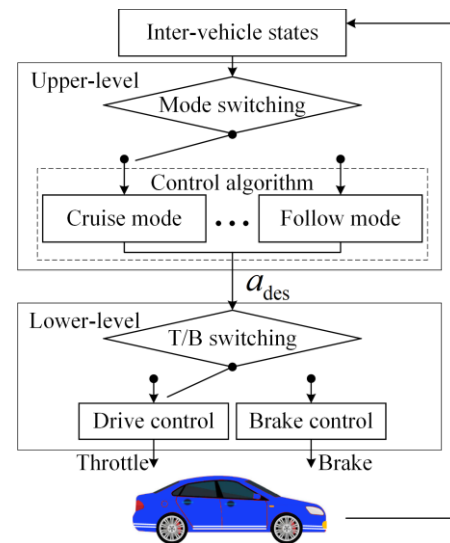 Inter-vehicle states
Upper-level
Mode switching
Control algorithm
Cruise mode ... Follow mode
a_des
Lower-level
T/B switching
Drive control Brake control
Throttle Brake